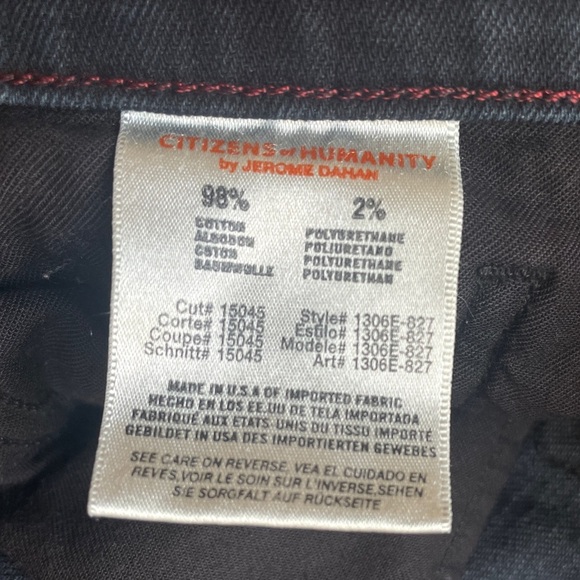 CITIZENS of HUMANITY
by JEROME DAHAN
98% 2%
COTTON POLYURETHANE
ALGODON POLIURETANO
COTON POLYURETHANE
BAUMWOLLE POLYURETHAN
Cut# 15045 Style# 1306E-827
Corte# 15045 Estilo# 1306E-827
Coupe# 15045 Modele# 1306E-827
Schnitt# 15045 Art# 1306E-827
MADE IN U.S.A OF IMPORTED FABRIC
HECHO EN LOS EE.UU DE TELA IMPORTADA
FABRIQUE AUX ETATS UNIS DU TISSU IMPORTÉ
GEBILDET IN USA DES IMPORTIERTEN GEWEBES
SEE CARE ON REVERSE, VEA EL CUIDADO EN
REVES, VOIR LE SOIN SUR L'INVERSE, SEHEN
SIE SORGFALT AUF RÜCKSEITE